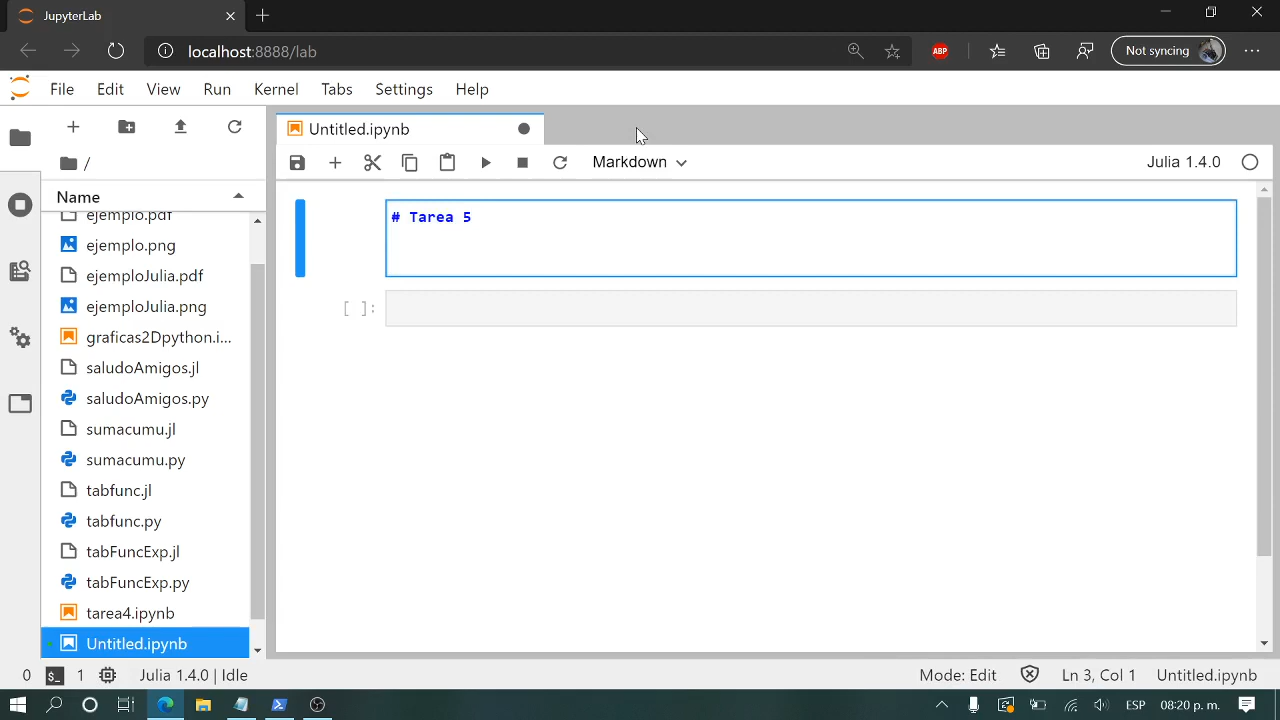 JupyterLab
localhost:8888/lab
ABP
Not syncing
File Edit View Run Kernel Tabs Settings Help
Untitled.ipynb
/
Markdown
Julia 1.4.0
Name
ejemplo.pdf
ejemplo.png
ejemploJulia.pdf
ejemploJulia.png
graficas2Dpython.i...
saludoAmigos.jl
saludoAmigos.py
sumacumu.jl
sumacumu.py
tabfunc.jl
tabfunc.py
tabFuncExp.jl
tabFuncExp.py
tarea4.ipynb
Untitled.ipynb
# Tarea 5
[ ]:
0 $_ 1 Julia 1.4.0 | Idle
Mode: Edit Ln 3, Col 1 Untitled.ipynb
ESP 08:20 p. m.